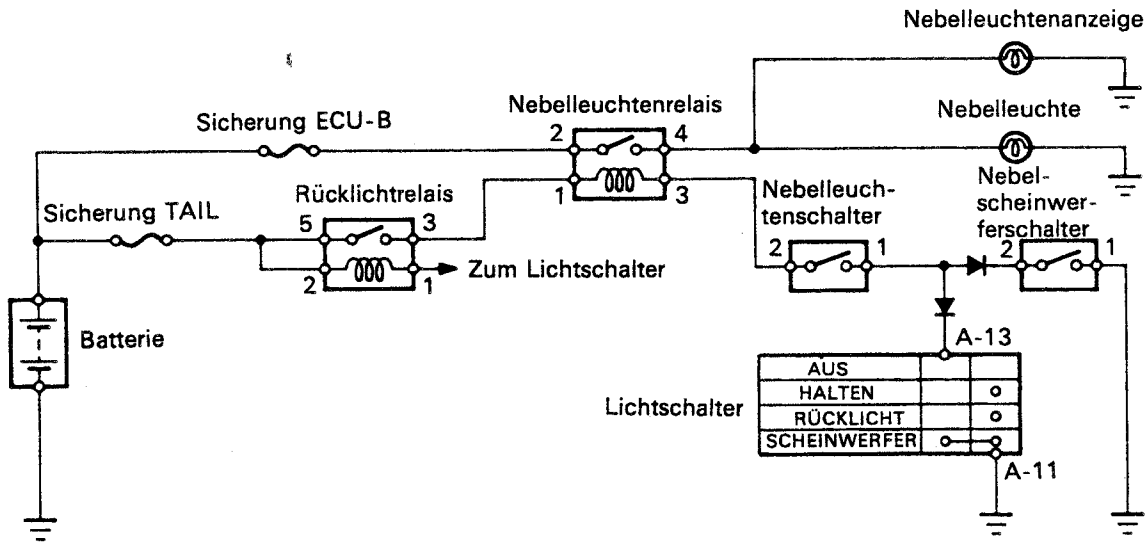 Nebelleuchtenanzeige
Nebelleuchtenrelais
Nebelleuchte
Sicherung ECU-B
2
4
1
3
Nebelleuch-
tenschalter
Nebel-
scheinwer-
ferschalter
Rücklichtrelais
Sicherung TAIL
5
3
2
1
2
1
2
1
Zum Lichtschalter
Batterie
A-13
Lichtschalter
AUS
HALTEN
RÜCKLICHT
SCHEINWERFER
A-11